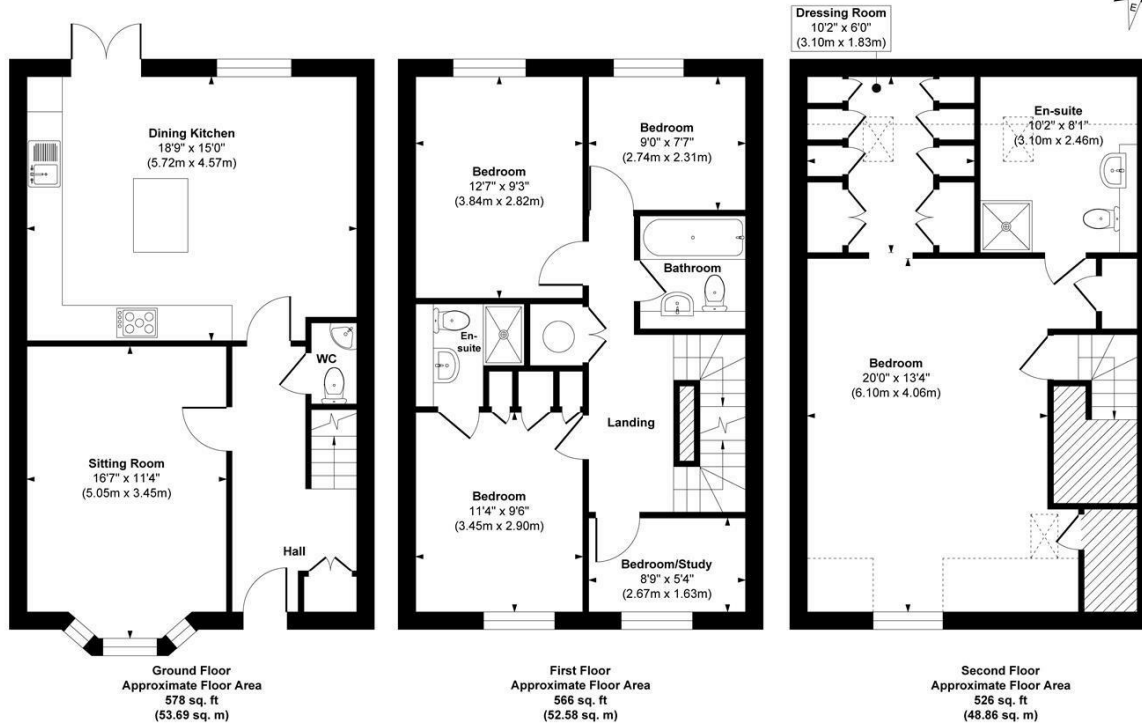 E
Dining Kitchen
18'9" x 15'0"
(5.72m x 4.57m)
WC
Sitting Room
16'7" x 11'4"
(5.05m x 3.45m)
Hall
Ground Floor
Approximate Floor Area
578 sq. ft
(53.69 sq. m)
Bedroom
12'7" x 9'3"
(3.84m x 2.82m)
Bedroom
9'0" x 7'7"
(2.74m x 2.31m)
Bathroom
En-
suite
Landing
Bedroom
11'4" x 9'6"
(3.45m x 2.90m)
Bedroom/Study
8'9" x 5'4"
(2.67m x 1.63m)
First Floor
Approximate Floor Area
566 sq. ft
(52.58 sq. m)
Dressing Room
10'2" x 6'0"
(3.10m x 1.83m)
En-suite
10'2" x 8'1"
(3.10m x 2.46m)
Bedroom
20'0" x 13'4"
(6.10m x 4.06m)
Second Floor
Approximate Floor Area
526 sq. ft
(48.86 sq. m)